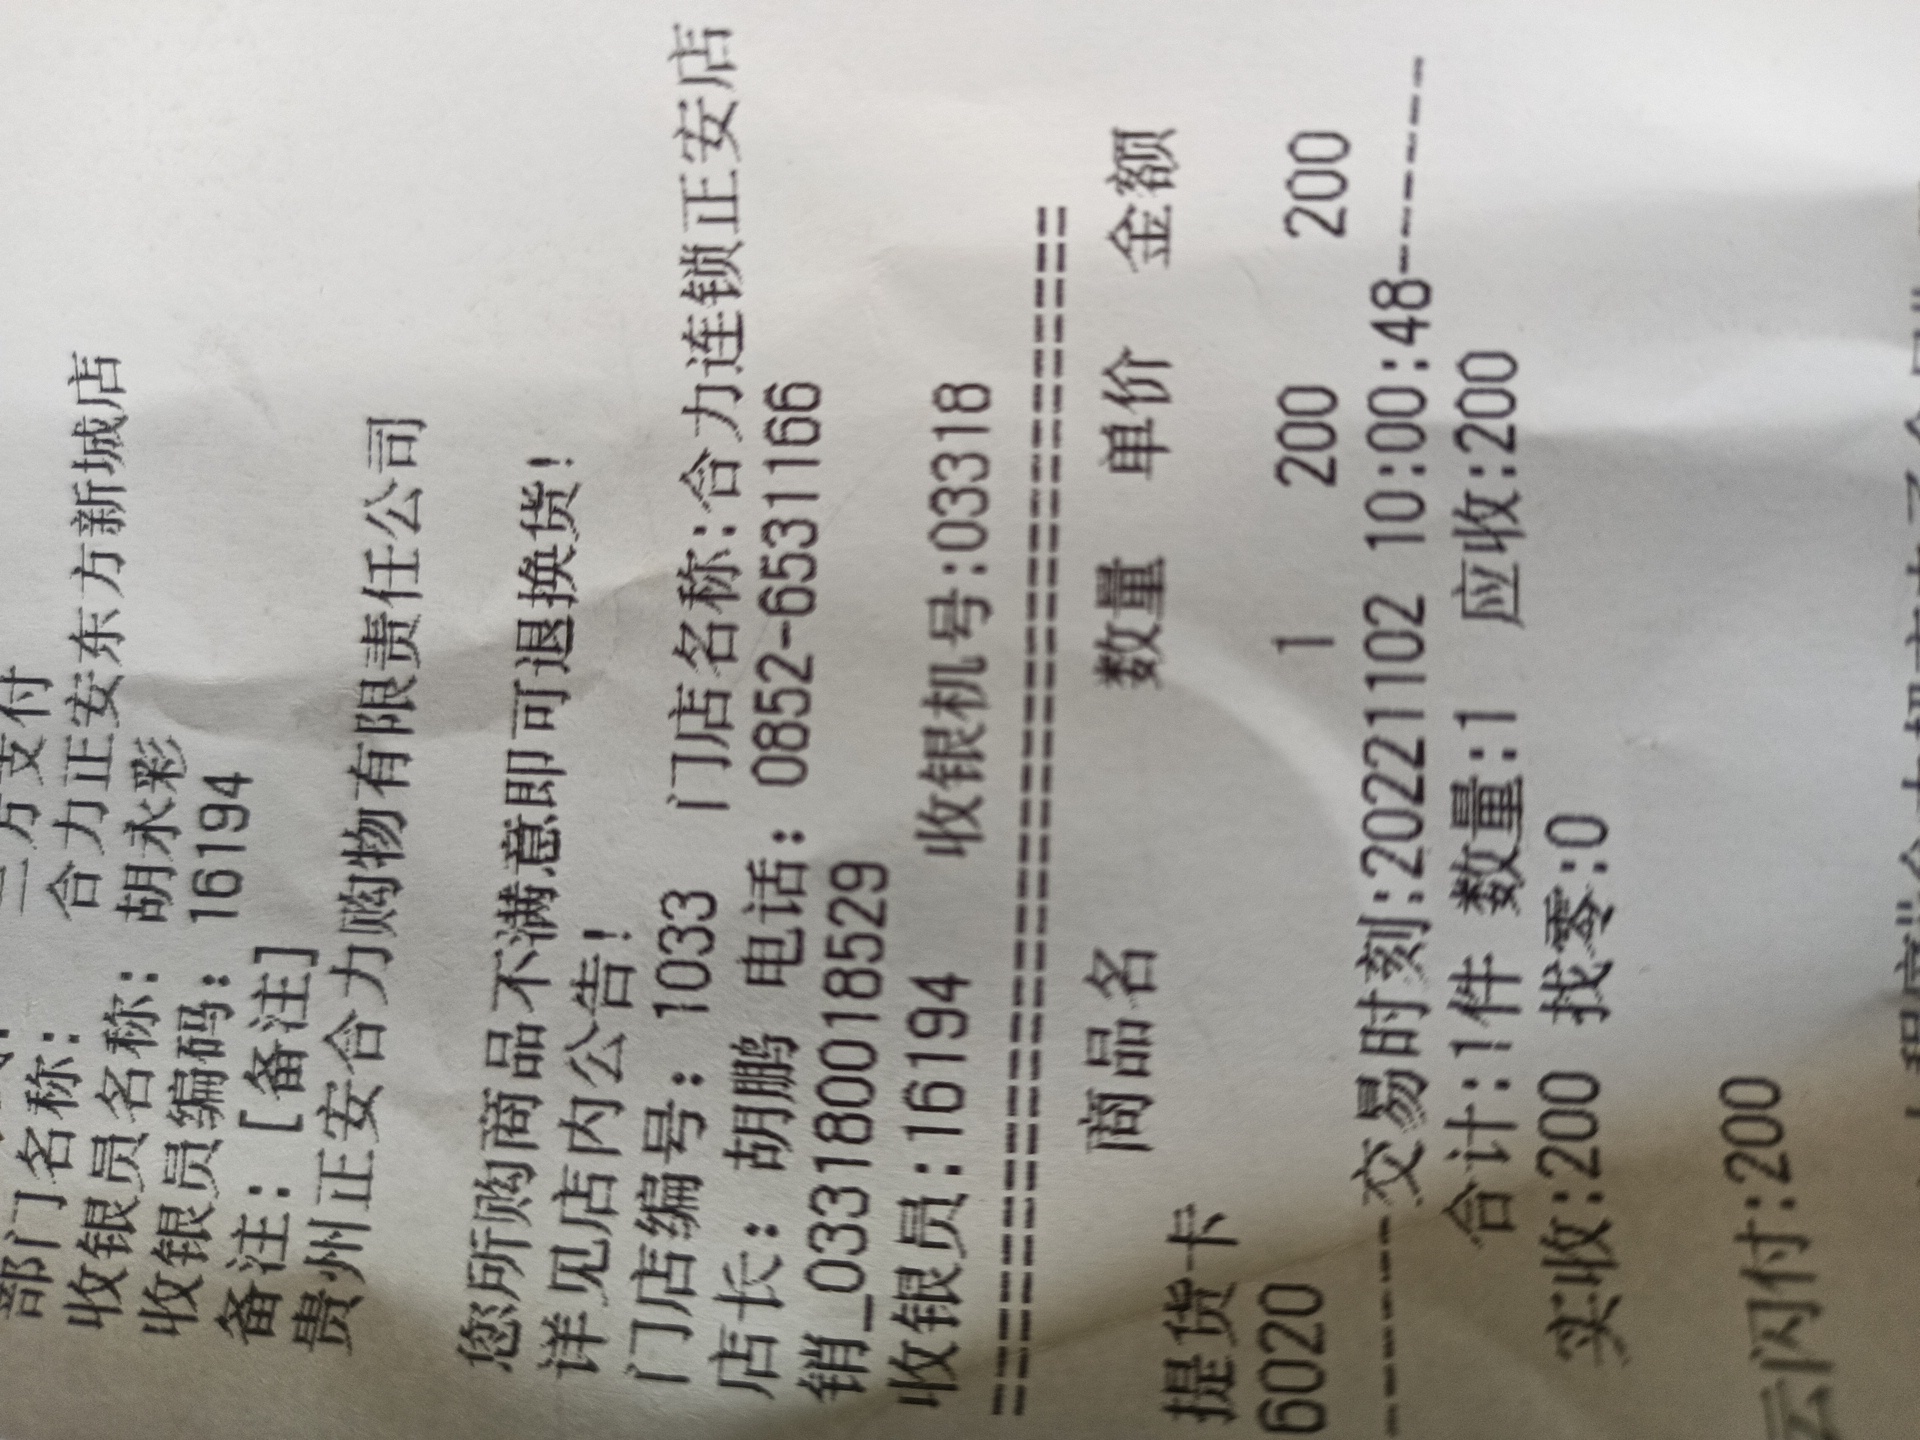 三方支付
部门名称： 合力正安东方新城店
收银员名称： 胡永彩
收银员编码： 16194
备注： [备注]
贵州正安合力购物有限责任公司
您所购商品不满意即可退换货!
详见店内公告!
门店编号： 1033 门店名称:合力连锁正安店
店长： 胡鹏 电话： 0852-6531166
销_033180018529
收银员:16194 收银机号:03318
商品名 数量 单价 金额
提货卡
6020 1 200 200
-----交易时刻:20221102 10:00:48-----
合计:1件 数量:1 应收:200
实收:200 找零:0
云闪付:200